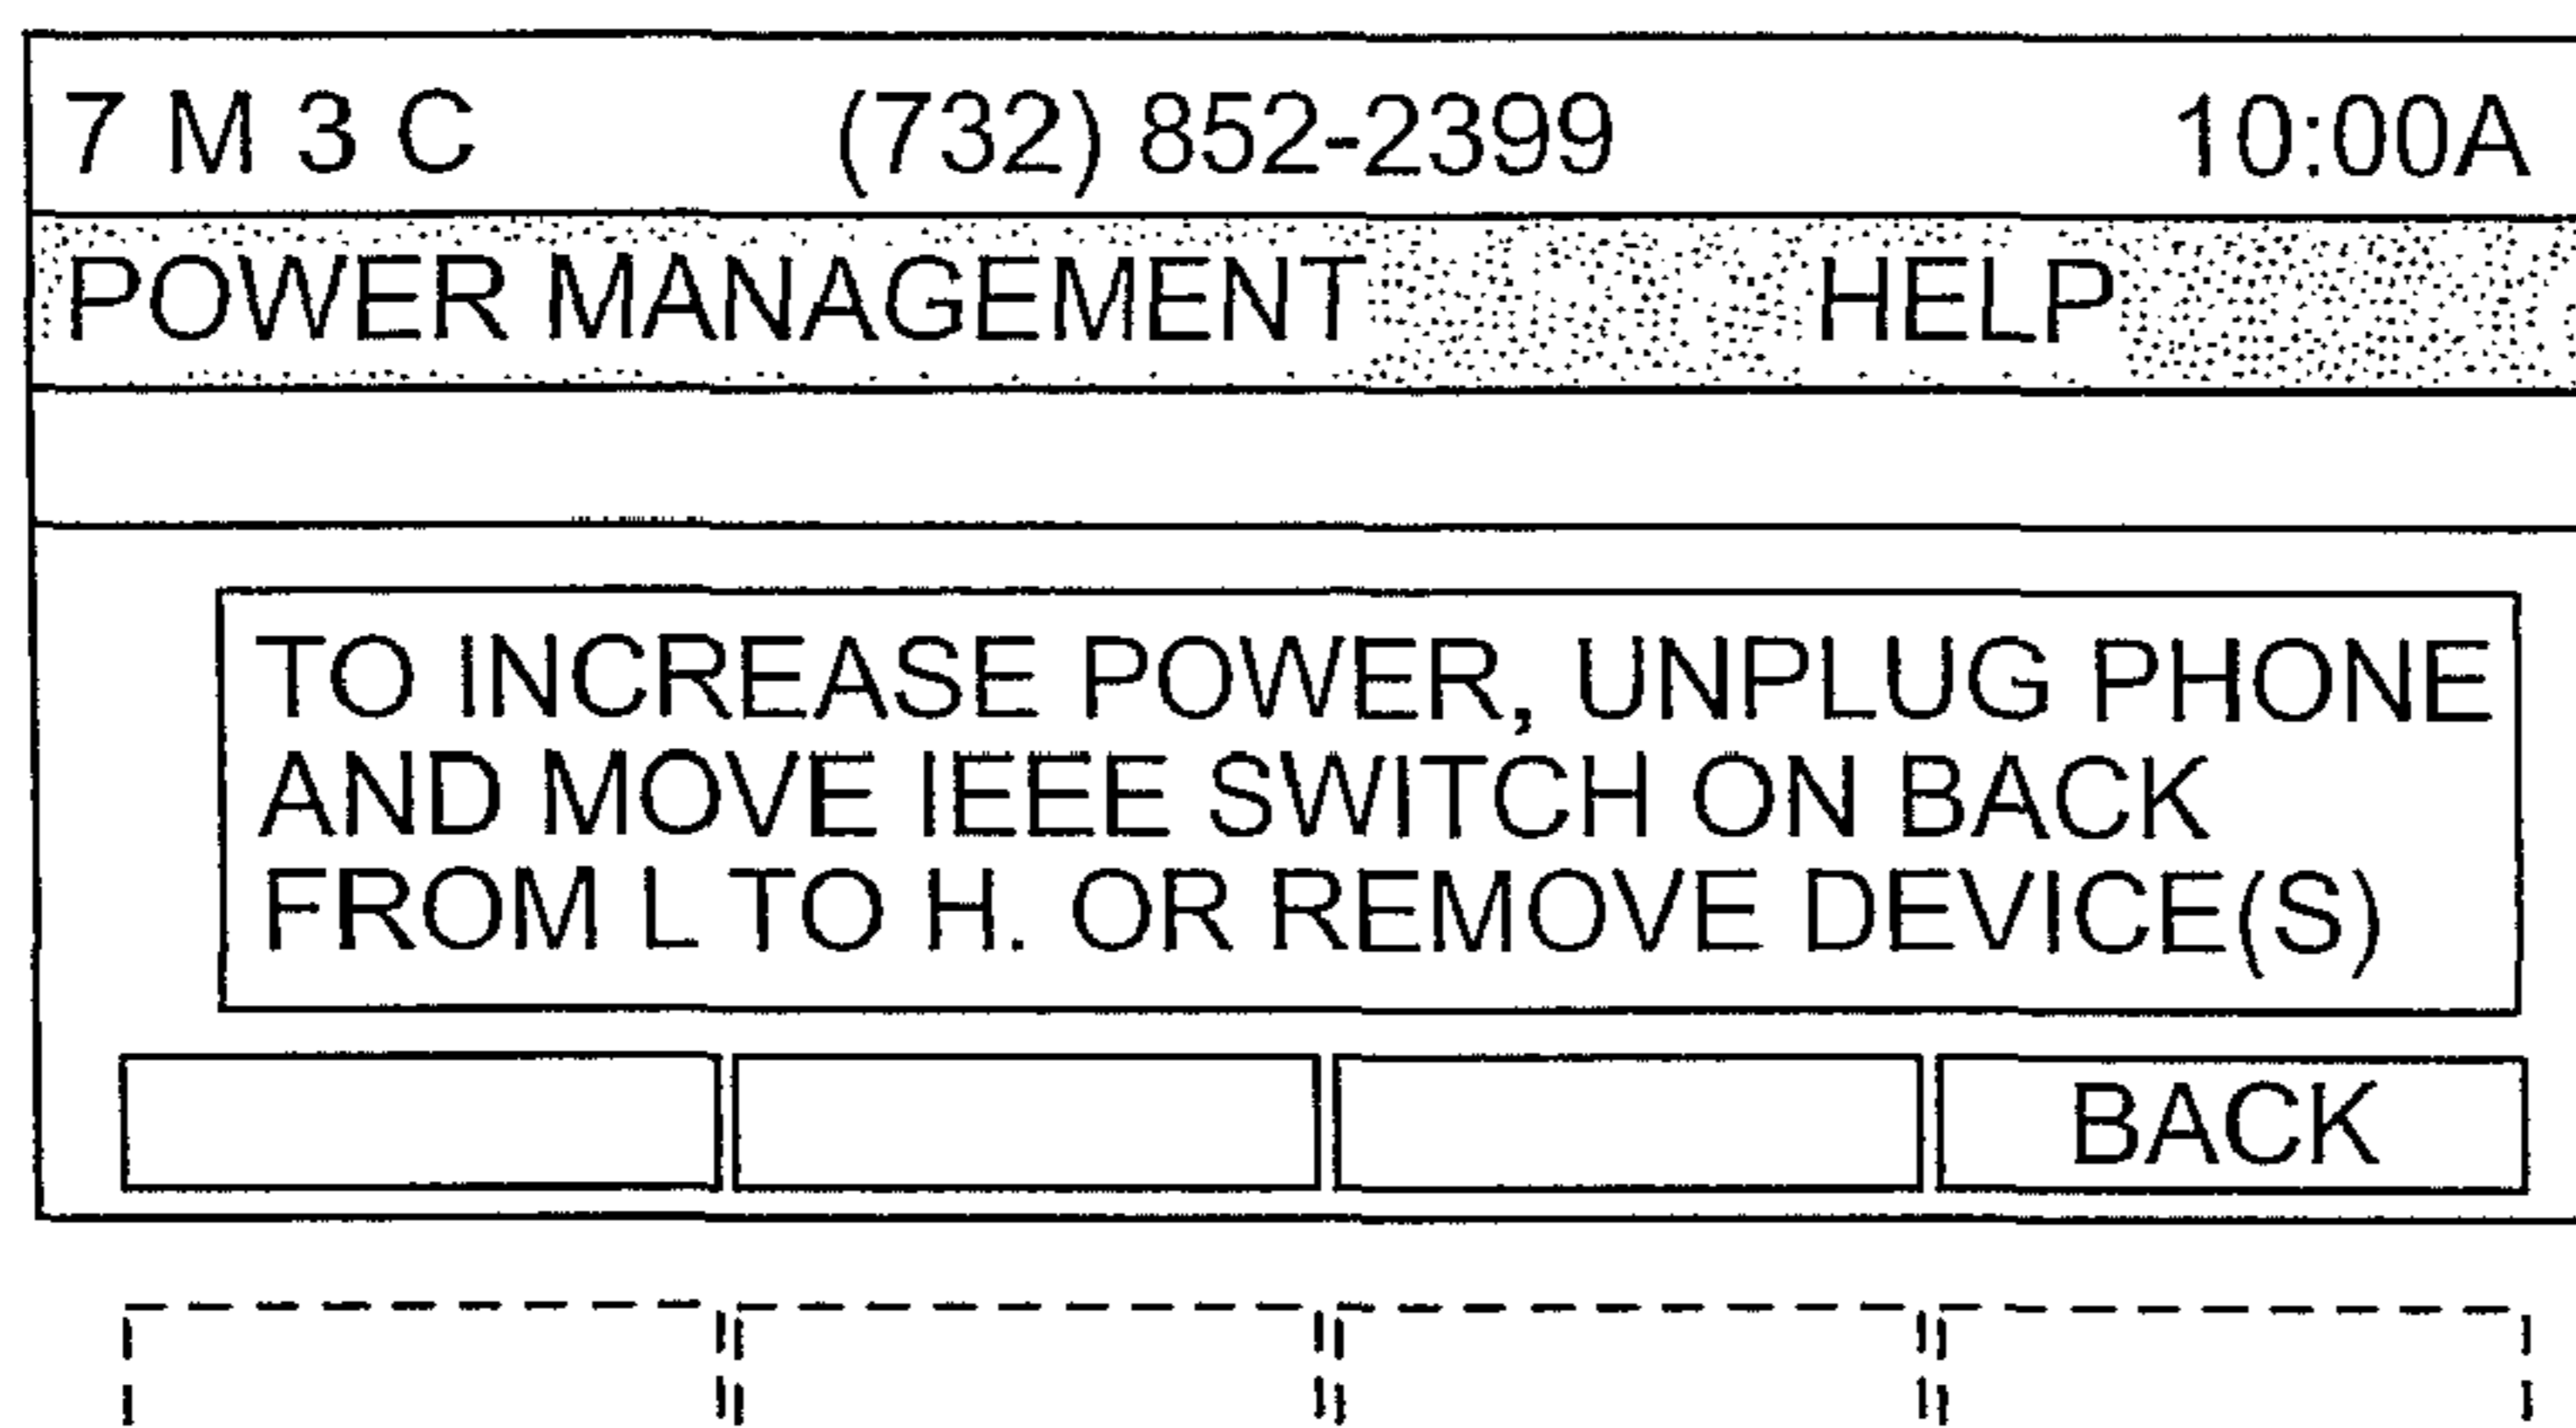 7 M 3 C (732) 852-2399 10:00A
POWER MANAGEMENT HELP
TO INCREASE POWER, UNPLUG PHONE
AND MOVE IEEE SWITCH ON BACK
FROM L TO H. OR REMOVE DEVICE(S)
BACK